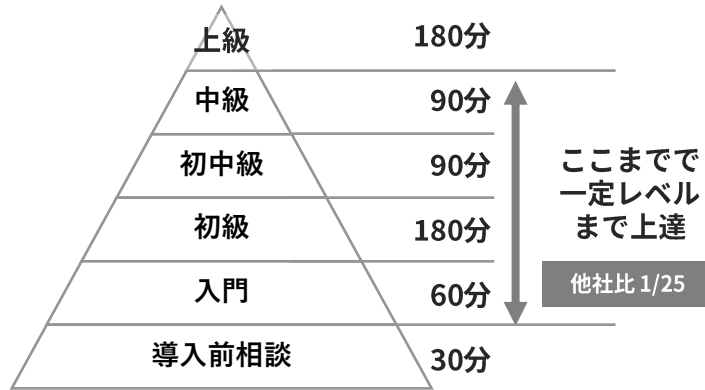 上級 180分
中級 90分
初中級 90分
初級 180分
入門 60分
導入前相談 30分
ここまでで
一定レベル
まで上達
他社比 1/25